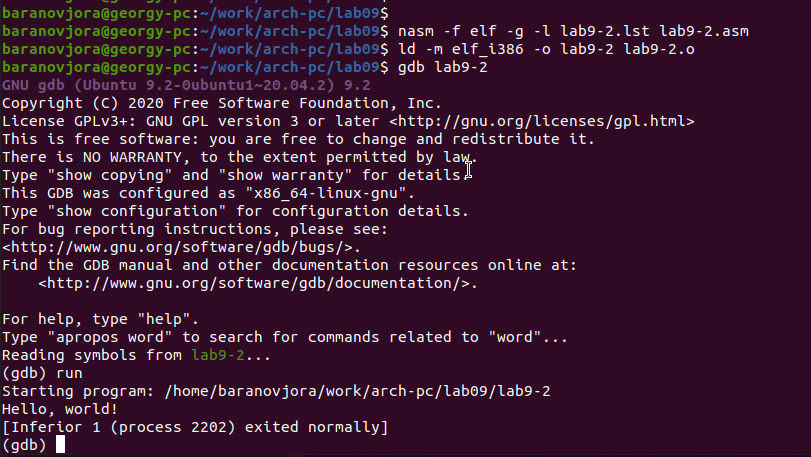 baranovjora@georgy-pc:~/work/arch-pc/lab09$
baranovjora@georgy-pc:~/work/arch-pc/lab09$ nasm -f elf -g -l lab9-2.lst lab9-2.asm
baranovjora@georgy-pc:~/work/arch-pc/lab09$ ld -m elf_i386 -o lab9-2 lab9-2.o
baranovjora@georgy-pc:~/work/arch-pc/lab09$ gdb lab9-2
GNU gdb (Ubuntu 9.2-0ubuntu1~20.04.2) 9.2
Copyright (C) 2020 Free Software Foundation, Inc.
License GPLv3+: GNU GPL version 3 or later <http://gnu.org/licenses/gpl.html>
This is free software: you are free to change and redistribute it.
There is NO WARRANTY, to the extent permitted by law.
Type "show copying" and "show warranty" for details.
This GDB was configured as "x86_64-linux-gnu".
Type "show configuration" for configuration details.
For bug reporting instructions, please see:
<http://www.gnu.org/software/gdb/bugs/>.
Find the GDB manual and other documentation resources online at:
    <http://www.gnu.org/software/gdb/documentation/>.

For help, type "help".
Type "apropos word" to search for commands related to "word"...
Reading symbols from lab9-2...
(gdb) run
Starting program: /home/baranovjora/work/arch-pc/lab09/lab9-2
Hello, world!
[Inferior 1 (process 2202) exited normally]
(gdb)